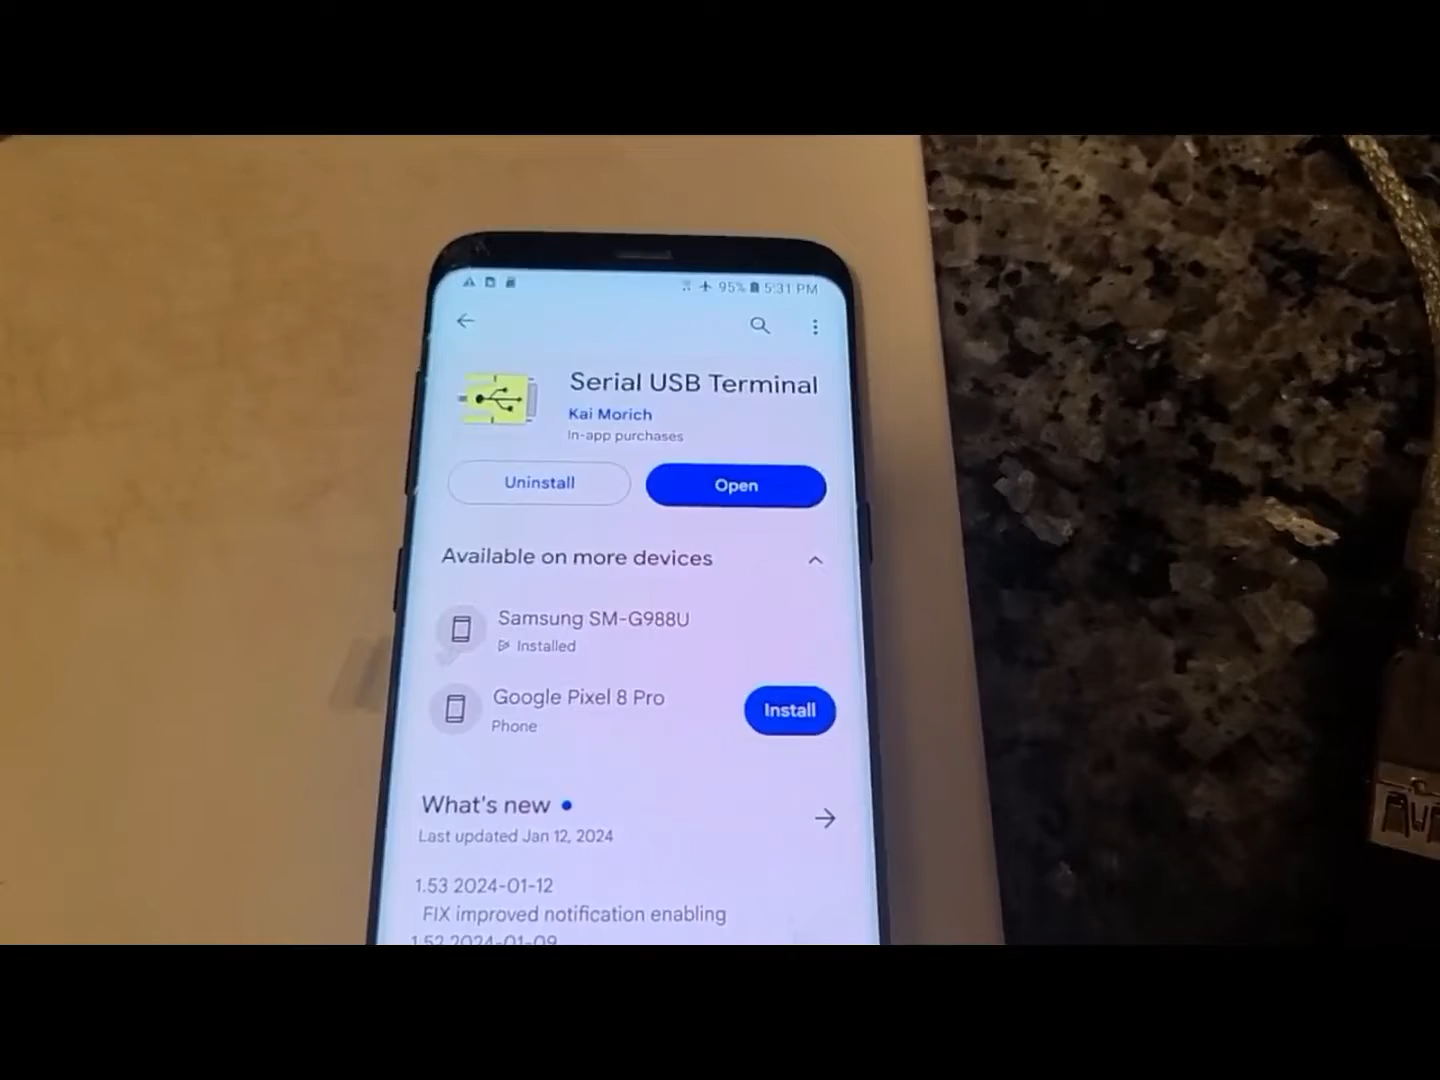 95% 5:31 PM
Serial USB Terminal
Kai Morich
In-app purchases
Uninstall
Open
Available on more devices
Samsung SM-G988U
Installed
Google Pixel 8 Pro
Phone
Install
What's new
Last updated Jan 12, 2024
1.53 2024-01-12
FIX improved notification enabling
1.52 2024-01-09